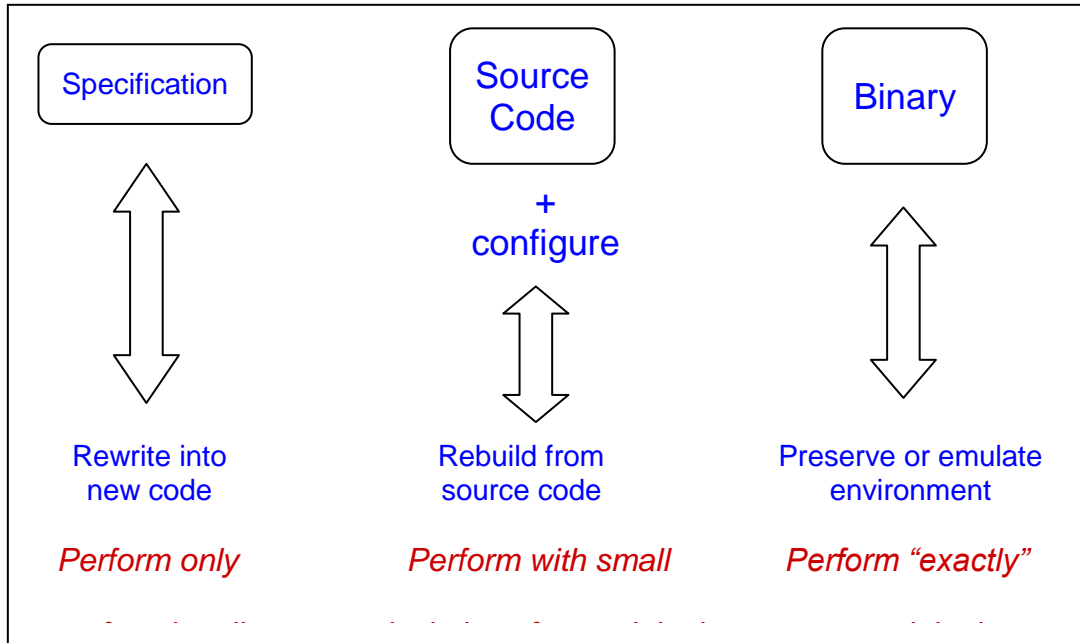 Specification
Source
Code
Binary
+
configure
Rewrite into
new code
Rebuild from
source code
Preserve or emulate
environment
Perform only
Perform with small
Perform “exactly”